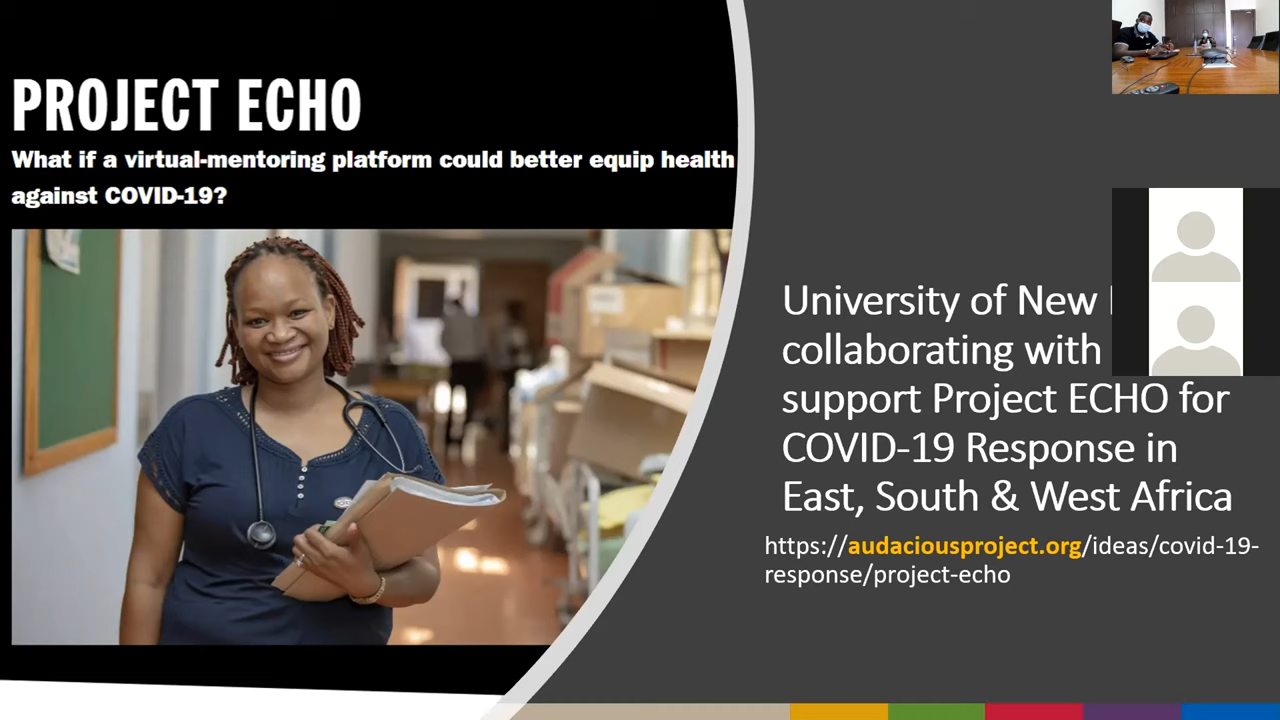 PROJECT ECHO
What if a virtual-mentoring platform could better equip health
against COVID-19?
University of New
collaborating with
support Project ECHO for
COVID-19 Response in
East, South & West Africa
https://audaciousproject.org/ideas/covid-19-
response/project-echo